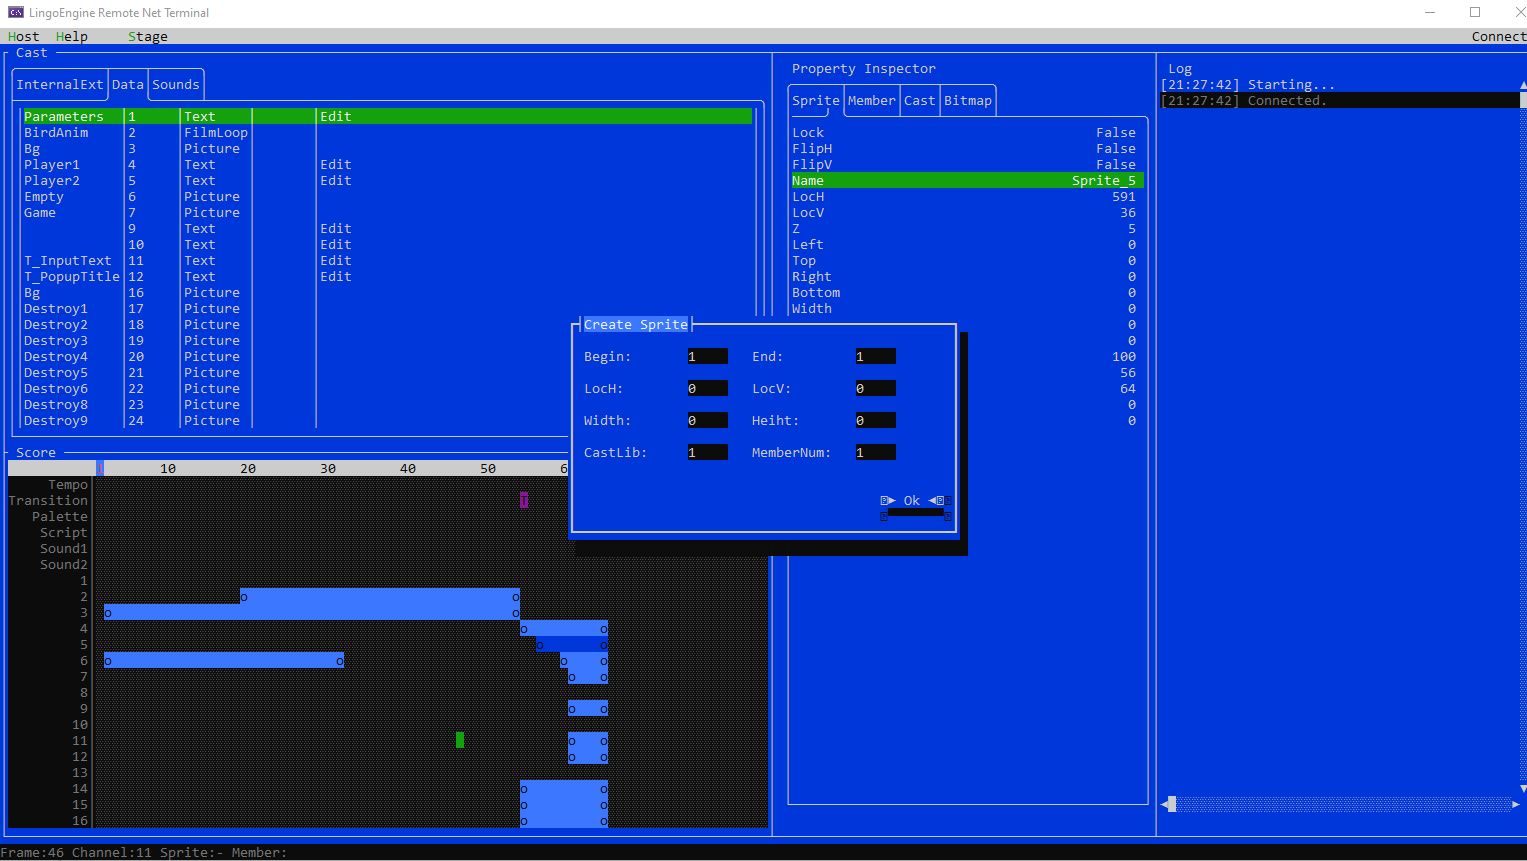 LingoEngine Remote Net Terminal
Host Help Stage Connect
Cast
InternalExt Data Sounds
Parameters 1 Text Edit
BirdAnim 2 FilmLoop
Bg 3 Picture
Player1 4 Text Edit
Player2 5 Text Edit
Empty 6 Picture
Game 7 Picture
9 Text Edit
10 Text Edit
T_InputText 11 Text Edit
T_PopupTitle 12 Text Edit
Bg 16 Picture
Destroy1 17 Picture
Destroy2 18 Picture
Destroy3 19 Picture
Destroy4 20 Picture
Destroy5 21 Picture
Destroy6 22 Picture
Destroy8 23 Picture
Destroy9 24 Picture
Property Inspector
Sprite Member Cast Bitmap
Lock False
FlipH False
FlipV False
Name Sprite_5
LocH 591
LocV 36
Z 5
Left 0
Top 0
Right 0
Bottom 0
Width 0
0
0
100
56
64
0
0
Log
[21:27:42] Starting...
[21:27:42] Connected.
Create Sprite
Begin: 1 End: 1
LocH: 0 LocV: 0
Width: 0 Heiht: 0
CastLib: 1 MemberNum: 1
Ok
Score
10 20 30 40 50 6
Tempo
Transition
Palette
Script
Sound1
Sound2
1
2 o o
3 o o
4 o o
5 o o
6 o o o o
7 o o
8
9 o o
10
11 o o
12 o o
13
14 o o
15 o o
16 o o
Frame:46 Channel:11 Sprite:- Member: